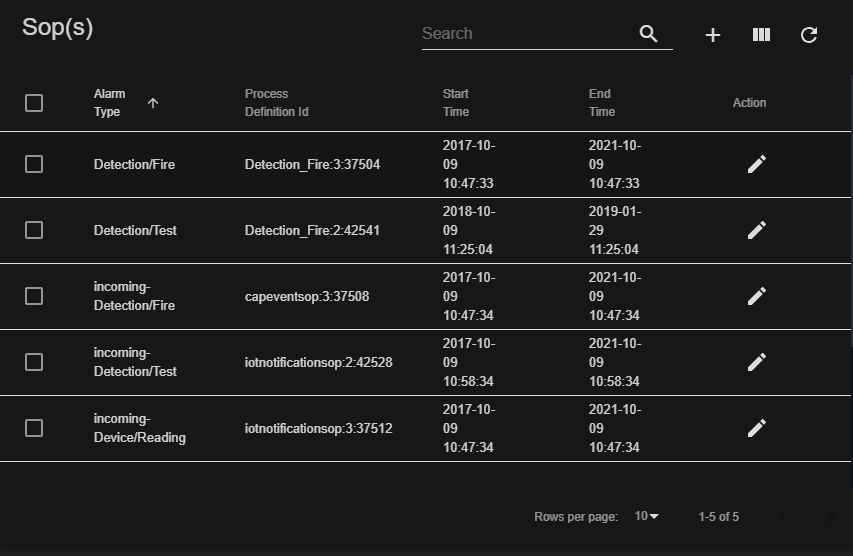 Sop(s)
Search
Alarm
Type
Process
Definition Id
Start
Time
End
Time
Action
Detection/Fire
Detection_Fire:3:37504
2017-10-
09
10:47:33
2021-10-
09
10:47:33
Detection/Test
Detection_Fire:2:42541
2018-10-
09
11:25:04
2019-01-
29
11:25:04
incoming-
Detection/Fire
capeventsop:3:37508
2017-10-
09
10:47:34
2021-10-
09
10:47:34
incoming-
Detection/Test
iotnotificationsop:2:42528
2017-10-
09
10:58:34
2021-10-
09
10:58:34
incoming-
Device/Reading
iotnotificationsop:3:37512
2017-10-
09
10:47:34
2021-10-
09
10:47:34
Rows per page: 10 1-5 of 5